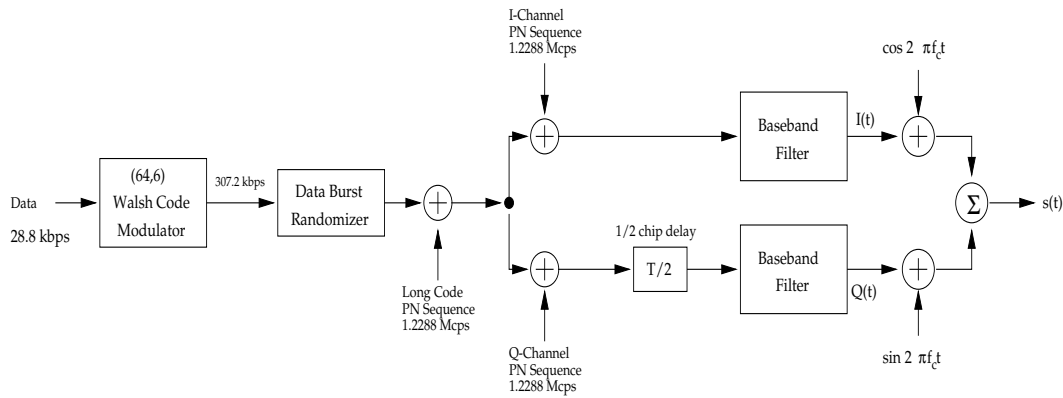 I-Channel
PN Sequence
1.2288 Mcps
cos 2 πf_c t
Baseband
Filter
I(t)
(64,6)
Walsh Code
Modulator
307.2 kbps
Data Burst
Randomizer
Data
28.8 kbps
Σ
s(t)
1/2 chip delay
T/2
Baseband
Filter
Q(t)
Long Code
PN Sequence
1.2288 Mcps
Q-Channel
PN Sequence
1.2288 Mcps
sin 2 πf_c t